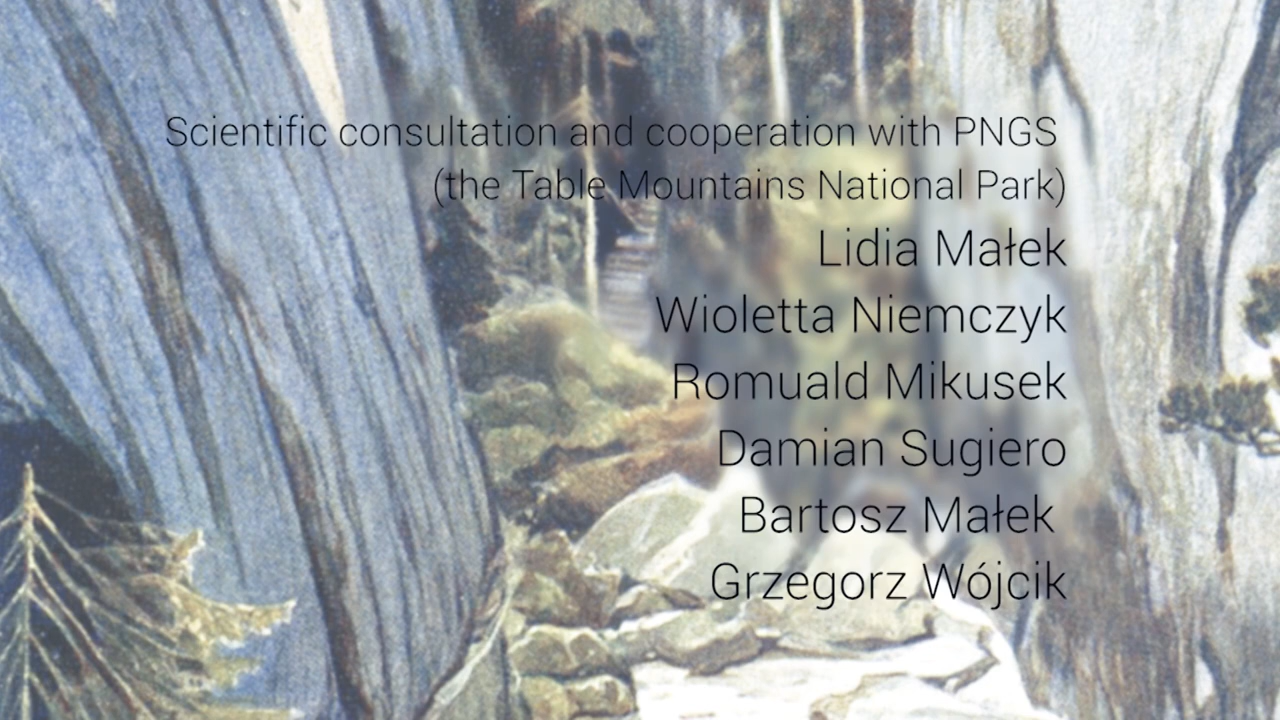 Scientific consultation and cooperation with PNGS
(the Table Mountains National Park)
Lidia Małek
Wioletta Niemczyk
Romuald Mikusek
Damian Sugiero
Bartosz Małek
Grzegorz Wójcik